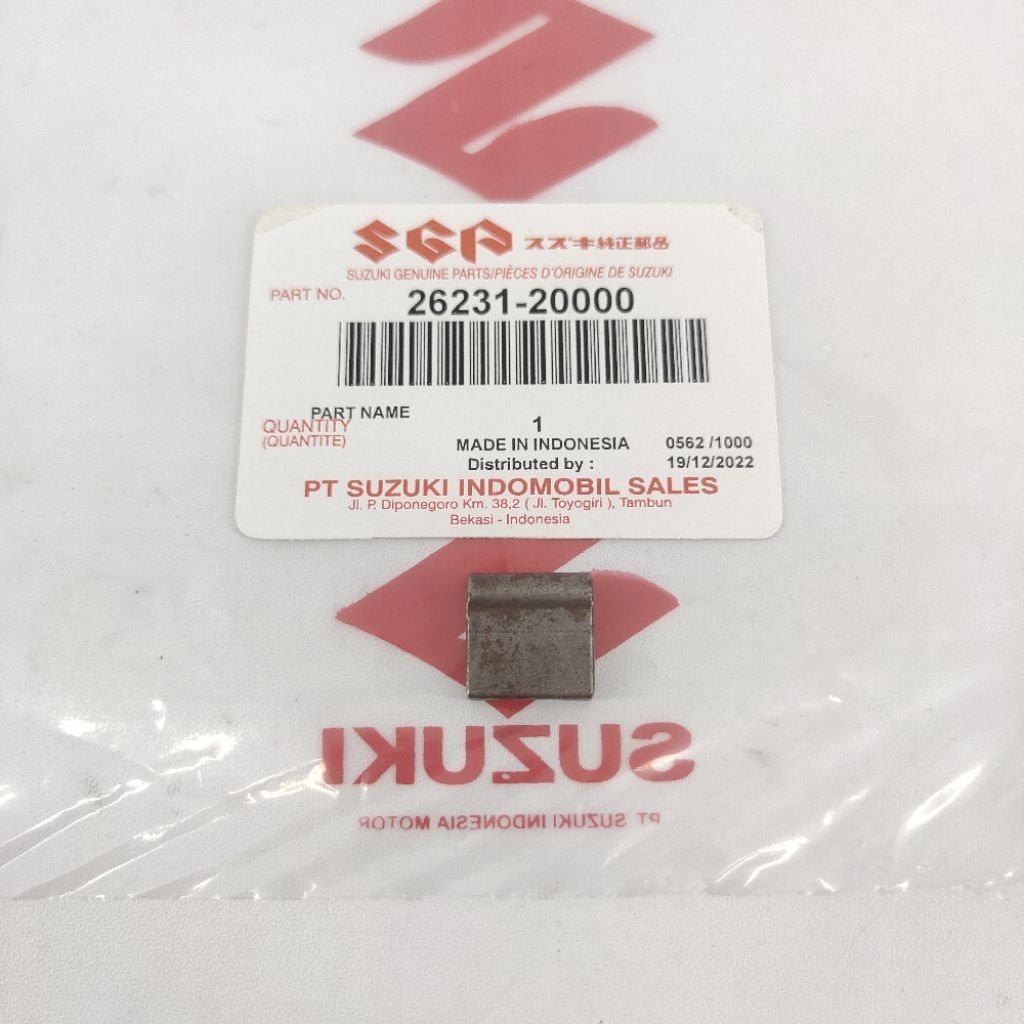 SGP スズキ純正部品
SUZUKI GENUINE PARTS/PIÈCES D'ORIGINE DE SUZUKI
PART NO. 26231-20000
PART NAME
QUANTITY 1
(QUANTITE) MADE IN INDONESIA 0562 /1000
Distributed by : 19/12/2022
PT SUZUKI INDOMOBIL SALES
Jl. P. Diponegoro Km. 38,2 ( Jl. Toyogiri ), Tambun
Bekasi - Indonesia
SUZUKI
PT SUZUKI INDONESIA MOTOR